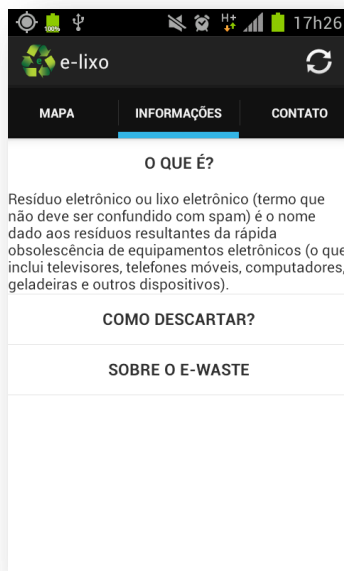 100%
H+
17h26
e-lixo
MAPA
INFORMAÇÕES
CONTATO
O QUE É?
Resíduo eletrônico ou lixo eletrônico (termo que
não deve ser confundido com spam) é o nome
dado aos resíduos resultantes da rápida
obsolescência de equipamentos eletrônicos (o que
inclui televisores, telefones móveis, computadores,
geladeiras e outros dispositivos).
COMO DESCARTAR?
SOBRE O E-WASTE